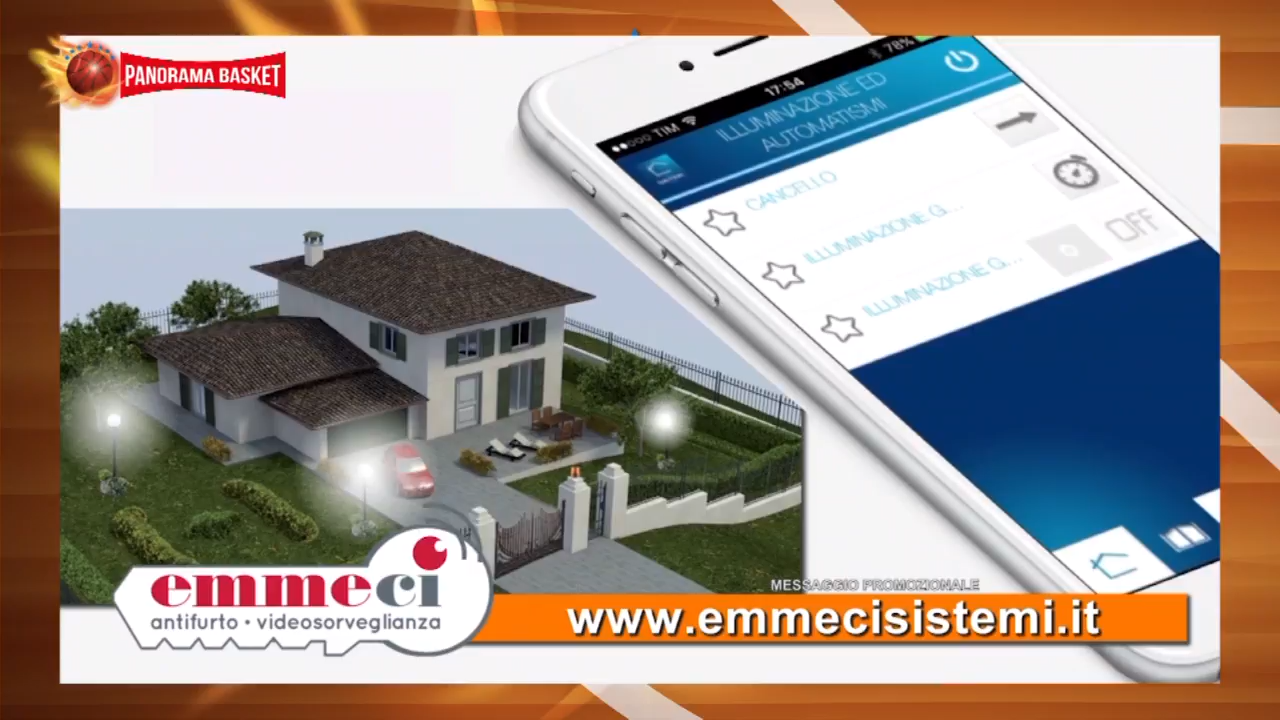 PANORAMA BASKET
TIM
17:54
78%
ILLUMINAZIONE ED
AUTOMATISMI
CANCELLO
ILLUMINAZIONE G...
ILLUMINAZIONE G...
OFF
MESSAGGIO PROMOZIONALE
emmeci
antifurto • videosorveglianza
www.emmecisistemi.it